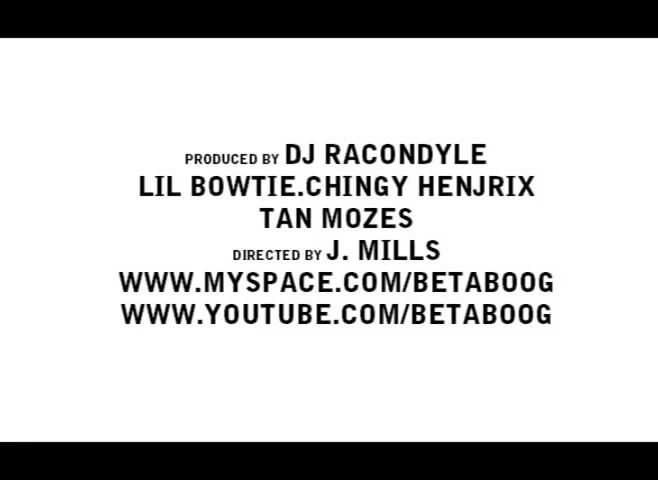 PRODUCED BY DJ RACONDYLE
LIL BOWTIE.CHINGY HENJRIX
TAN MOZES
DIRECTED BY J. MILLS
WWW.MYSPACE.COM/BETABOOG
WWW.YOUTUBE.COM/BETABOOG